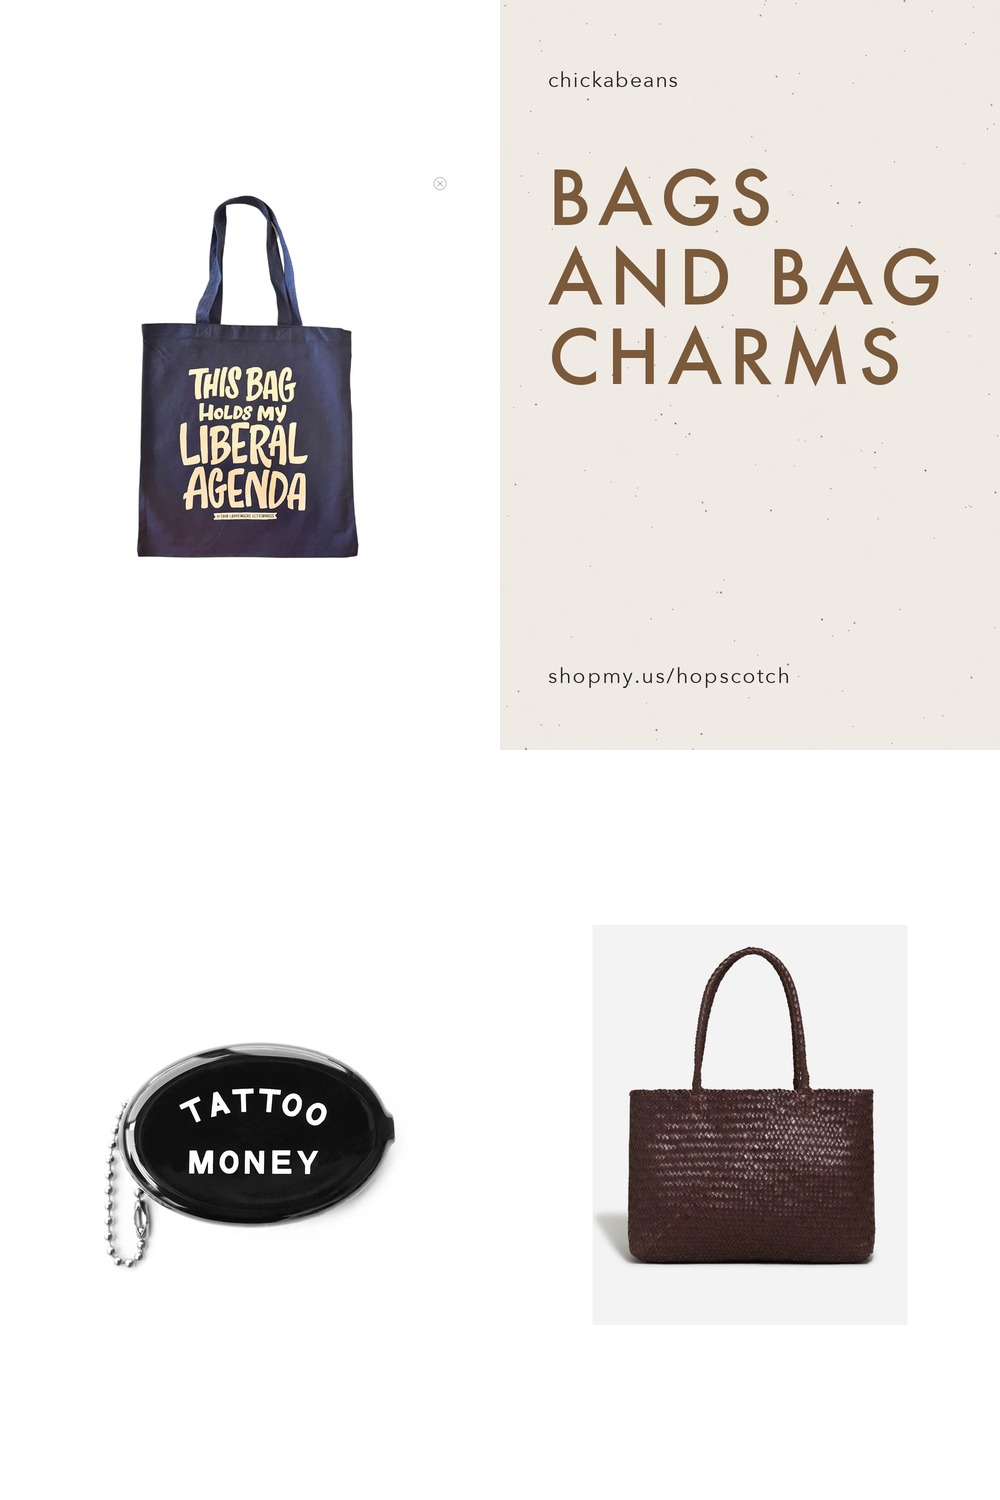 THIS BAG
HOLDS MY
LIBERAL
AGENDA
chickabeans
BAGS
AND BAG
CHARMS
shopmy.us/hopscotch
TATTOO
MONEY